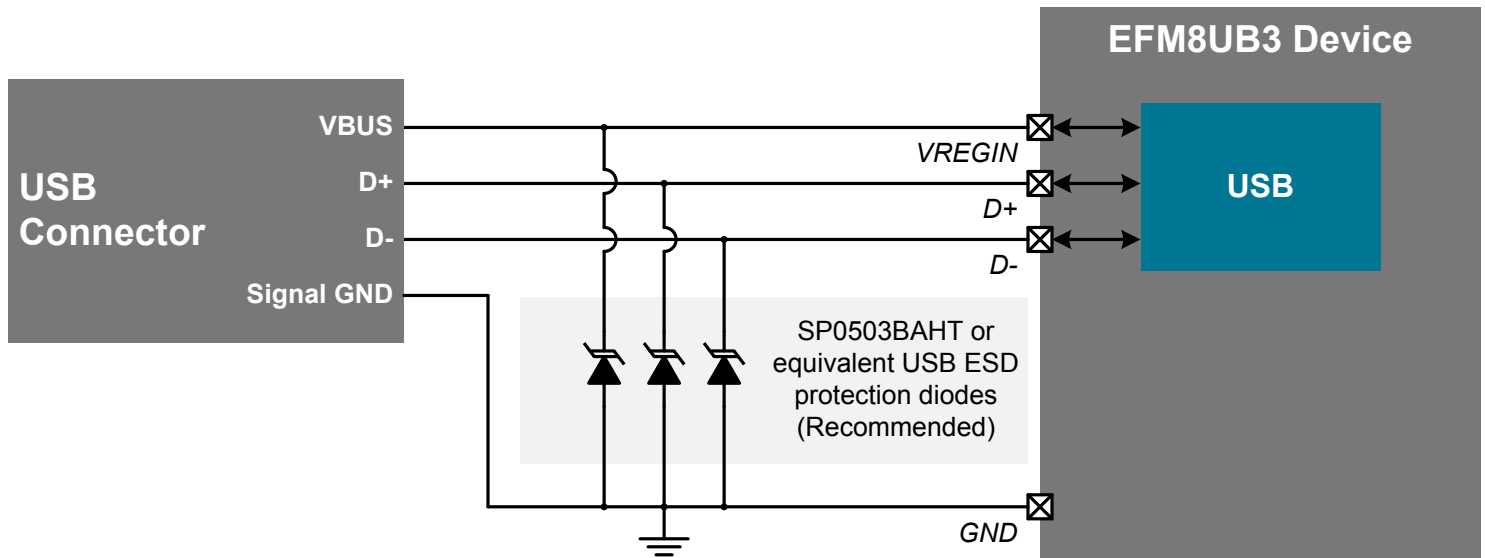 EFM8UB3 Device
USB
Connector
VBUS
D+
D-
Signal GND
VREGIN
D+
D-
USB
SP0503BAHT or
equivalent USB ESD
protection diodes
(Recommended)
GND